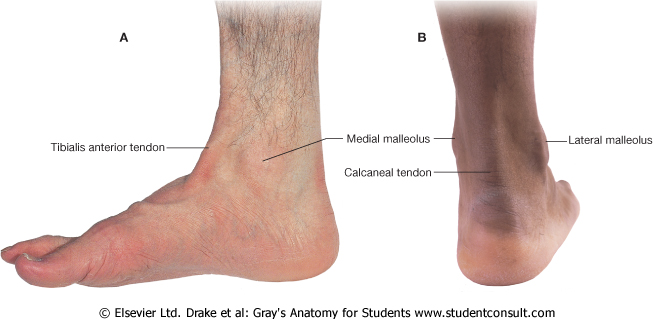 A
B
Tibialis anterior tendon
Medial malleolus
Lateral malleolus
Calcaneal tendon
© Elsevier Ltd. Drake et al: Gray's Anatomy for Students www.studentconsult.com